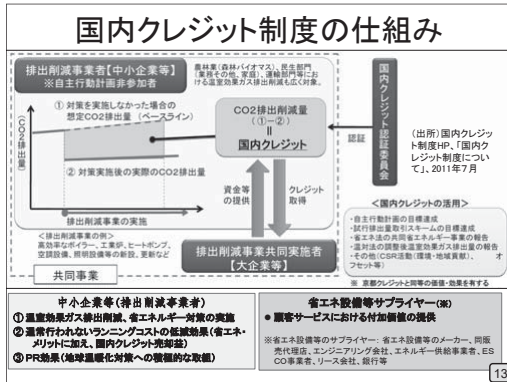 国内クレジット制度の仕組み
排出削減事業者【中小企業等】
※自主行動計画非参加者
農林業(森林バイオマス)、民生部門
(業務その他、家庭)、運輸部門等にお
ける温室効果ガス排出削減も広く対象。
(CO2排出量)
① 対策を実施しなかった場合の
想定CO2排出量 (ベースライン)
② 対策実施後の実際のCO2排出量
CO2排出削減量
(①-②)
||
国内クレジット
認証
国内クレジット認証委員会
(出所)国内クレジッ
ト制度HP、「国内ク
レジット制度につい
て」、2011年7月
排出削減事業の実施
資金等
の提供
クレジット
取得
<排出削減事業の例>
高効率なボイラー、工業炉、ヒートポンプ、
空調設備、照明設備等の新設、更新など
共同事業
排出削減事業共同実施者
【大企業等】
<国内クレジットの活用>
・自主行動計画の目標達成
・試行排出量取引スキームの目標達成
・省エネ法の共同省エネルギー事業の報告
・温対法の調整後温室効果ガス排出量の報告
・その他(CSR活動(環境・地域貢献)、 オ
フセット等)
※ 京都クレジットと同等の価値・効果を有する
中小企業等(排出削減事業者)
① 温室効果ガス排出削減、省エネルギー対策の実施
② 通常行われないランニングコストの低減効果(省エネ・
メリットに加え、国内クレジット売却益)
③ PR効果(地球温暖化対策への積極的な取組)
省エネ設備等サプライヤー(※)
● 顧客サービスにおける付加価値の提供
※省エネ設備等のサプライヤー: 省エネ設備等のメーカー、同販
売代理店、エンジニアリング会社、エネルギー供給事業者、ES
CO事業者、リース会社、銀行等
13